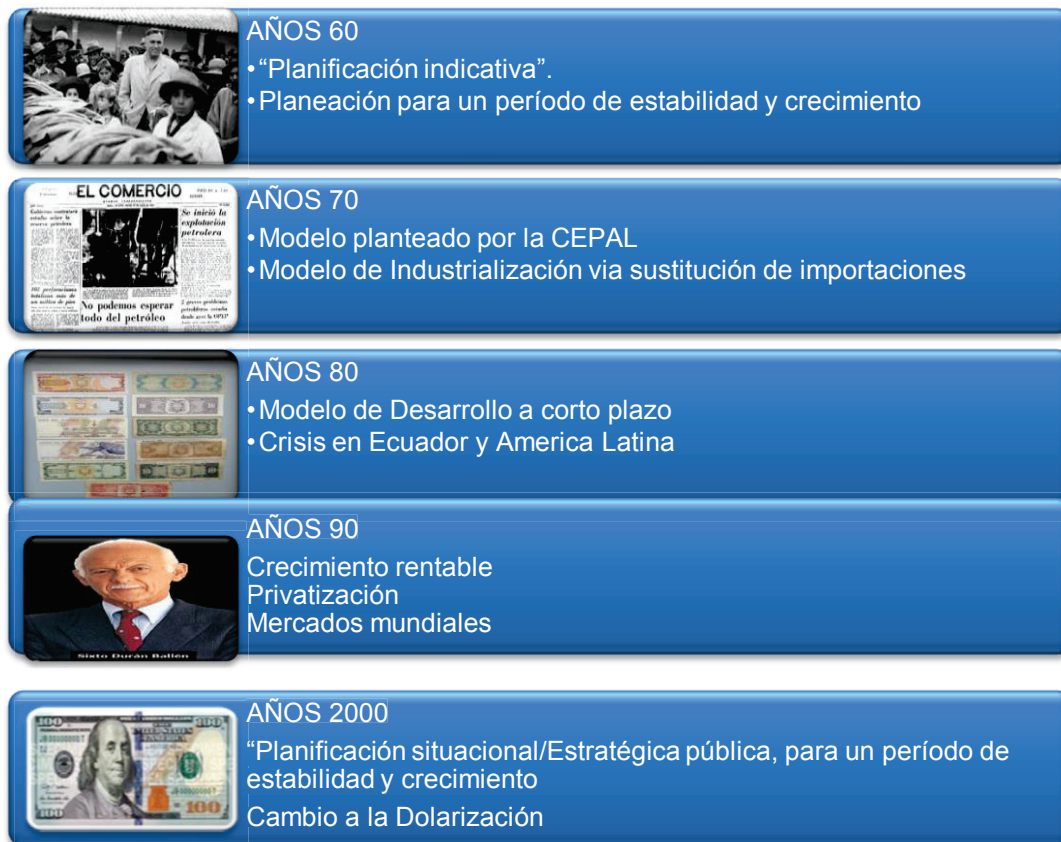 AÑOS 60
•“Planificación indicativa”.
•Planeación para un período de estabilidad y crecimiento
EL COMERCIO
Se inició la
explotación
petrolera
No podemos esperar
todo del petróleo
AÑOS 70
•Modelo planteado por la CEPAL
•Modelo de Industrialización via sustitución de importaciones
AÑOS 80
•Modelo de Desarrollo a corto plazo
•Crisis en Ecuador y America Latina
AÑOS 90
Crecimiento rentable
Privatización
Mercados mundiales
Sixto Durán Ballén
100
100
100
100
AÑOS 2000
“Planificación situacional/Estratégica pública, para un período de
estabilidad y crecimiento
Cambio a la Dolarización